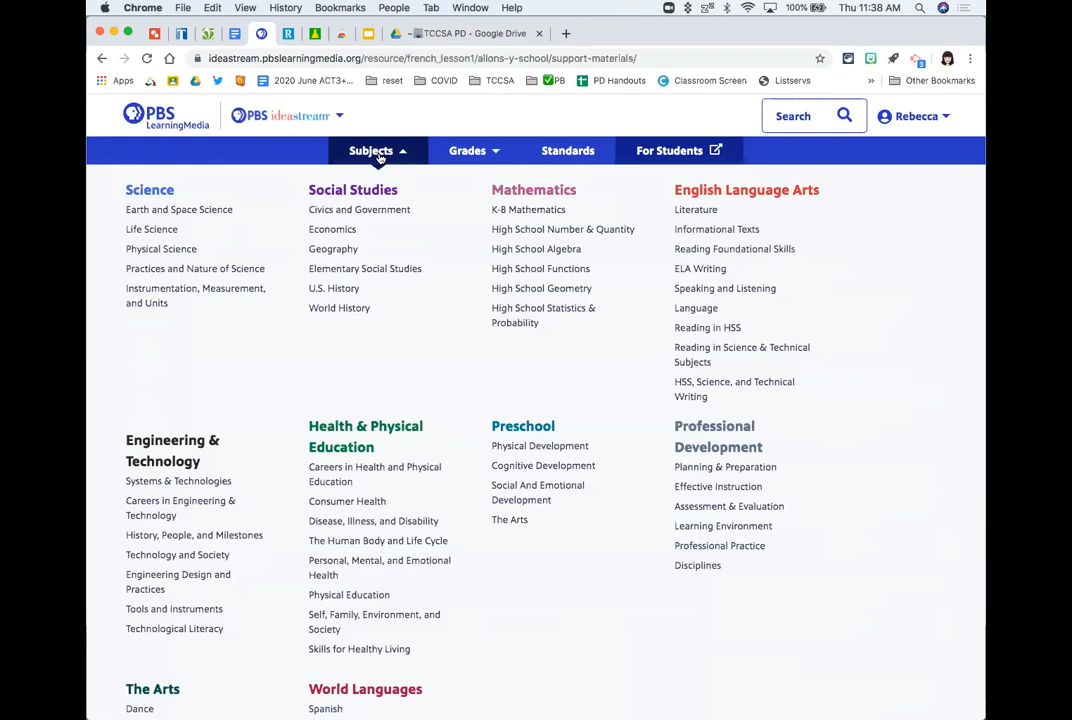 Chrome File Edit View History Bookmarks People Tab Window Help 100% Thu 11:38 AM
TCCSA PD - Google Drive
ideastream.pbslearningmedia.org/resource/french_lesson1/allons-y-school/support-materials/
Apps 2020 June ACT3+... reset COVID TCCSA PB PD Handouts Classroom Screen Listservs » Other Bookmarks
PBS LearningMedia PBS ideastream Search Rebecca
Subjects Grades Standards For Students
Science
Earth and Space Science
Life Science
Physical Science
Practices and Nature of Science
Instrumentation, Measurement,
and Units
Social Studies
Civics and Government
Economics
Geography
Elementary Social Studies
U.S. History
World History
Mathematics
K-8 Mathematics
High School Number & Quantity
High School Algebra
High School Functions
High School Geometry
High School Statistics &
Probability
English Language Arts
Literature
Informational Texts
Reading Foundational Skills
ELA Writing
Speaking and Listening
Language
Reading in HSS
Reading in Science & Technical
Subjects
HSS, Science, and Technical
Writing
Engineering &
Technology
Systems & Technologies
Careers in Engineering &
Technology
History, People, and Milestones
Technology and Society
Engineering Design and
Practices
Tools and Instruments
Technological Literacy
Health & Physical
Education
Careers in Health and Physical
Education
Consumer Health
Disease, Illness, and Disability
The Human Body and Life Cycle
Personal, Mental, and Emotional
Health
Physical Education
Self, Family, Environment, and
Society
Skills for Healthy Living
Preschool
Physical Development
Cognitive Development
Social And Emotional
Development
The Arts
Professional
Development
Planning & Preparation
Effective Instruction
Assessment & Evaluation
Learning Environment
Professional Practice
Disciplines
The Arts
Dance
World Languages
Spanish